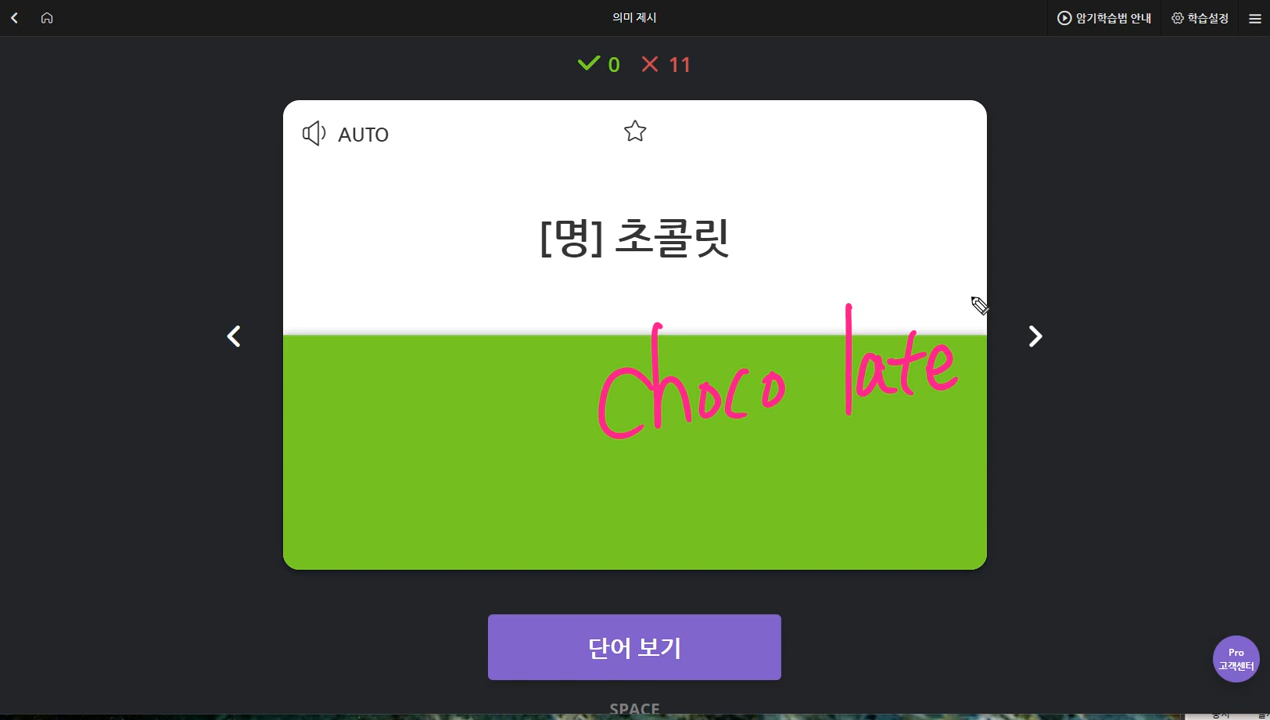 의미 제시
암기학습법 안내
학습설정
0 11
AUTO
[명] 초콜릿
choco late
단어 보기
Pro
고객센터
SPACE